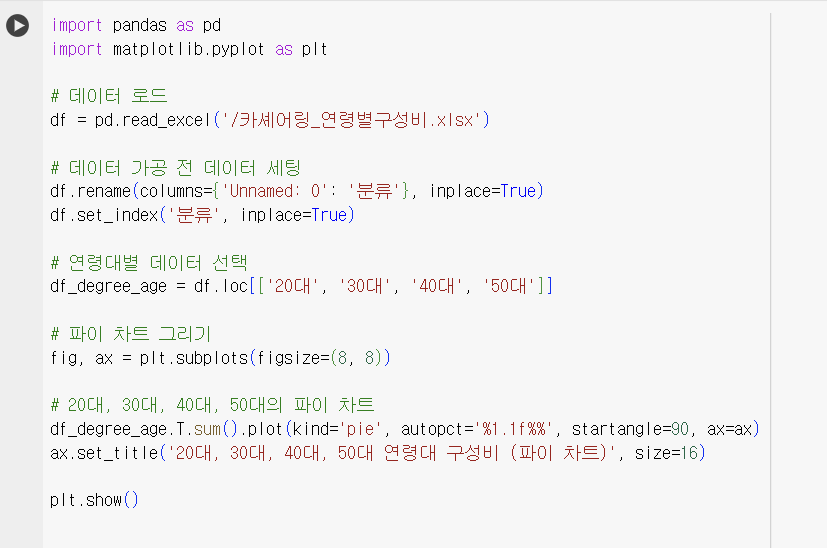 import pandas as pd
import matplotlib.pyplot as plt
# 데이터 로드
df = pd.read_excel('/카셰어링_연령별구성비.xlsx')
# 데이터 가공 전 데이터 세팅
df.rename(columns={'Unnamed: 0': '분류'}, inplace=True)
df.set_index('분류', inplace=True)
# 연령대별 데이터 선택
df_degree_age = df.loc[['20대', '30대', '40대', '50대']]
# 파이 차트 그리기
fig, ax = plt.subplots(figsize=(8, 8))
# 20대, 30대, 40대, 50대의 파이 차트
df_degree_age.T.sum().plot(kind='pie', autopct='%1.1f%%', startangle=90, ax=ax)
ax.set_title('20대, 30대, 40대, 50대 연령대 구성비 (파이 차트)', size=16)
plt.show()